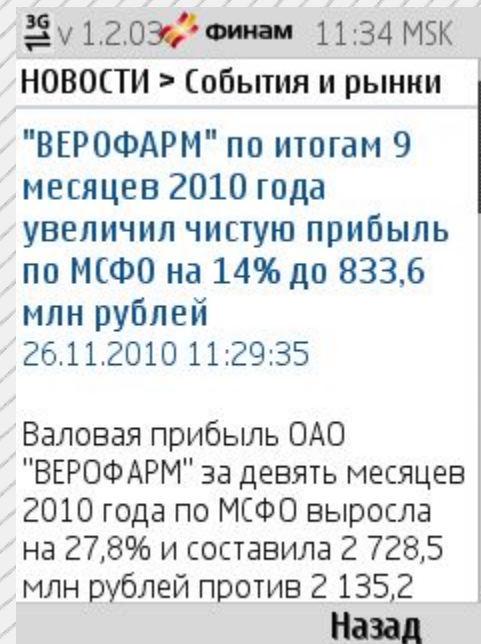 3G v 1.2.03 финам 11:34 MSK
НОВОСТИ > События и рынки
"ВЕРОФАРМ" по итогам 9
месяцев 2010 года
увеличил чистую прибыль
по МСФО на 14% до 833,6
млн рублей
26.11.2010 11:29:35
Валовая прибыль ОАО
"ВЕРОФАРМ" за девять месяцев
2010 года по МСФО выросла
на 27,8% и составила 2 728,5
млн рублей против 2 135,2
Назад